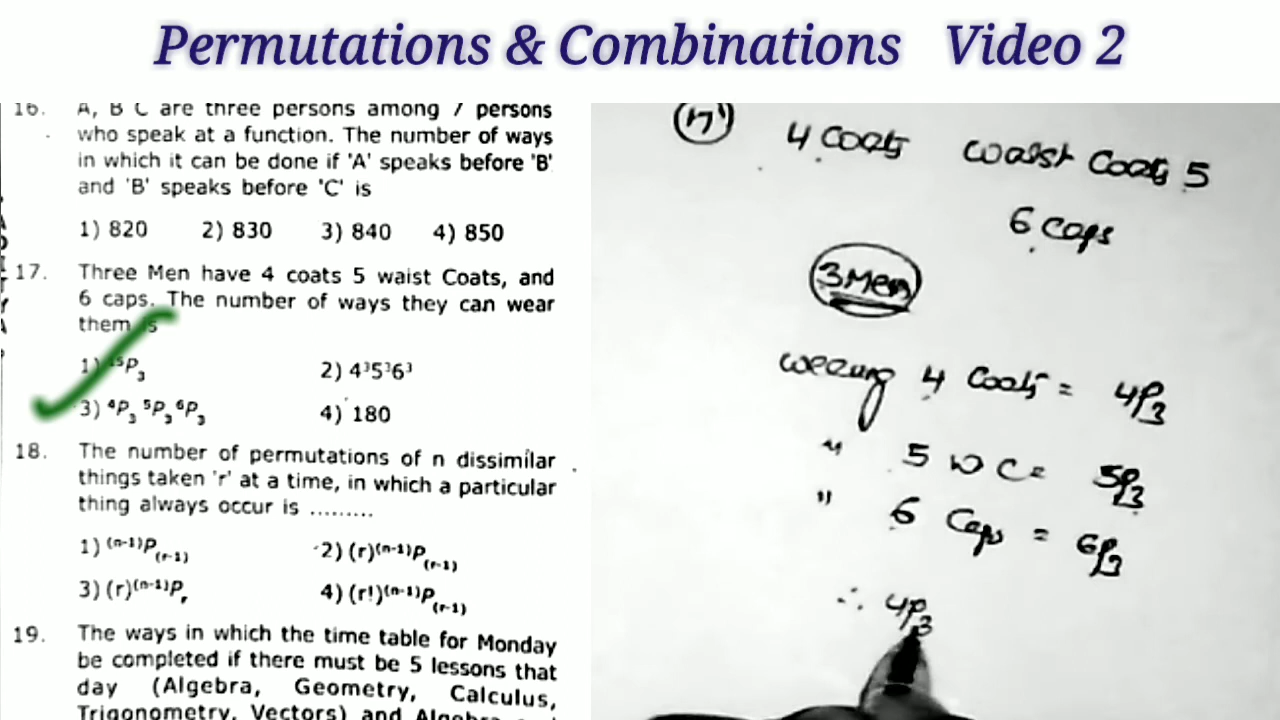 Permutations & Combinations Video 2
16. A, B C are three persons among 7 persons
who speak at a function. The number of ways
in which it can be done if 'A' speaks before 'B'
and 'B' speaks before 'C' is
1) 820 2) 830 3) 840 4) 850
17. Three Men have 4 coats 5 waist Coats, and
6 caps. The number of ways they can wear
them is
1) ¹⁵P₃ 2) 4³5³6³
3) ⁴P₃ ⁵P₃ ⁶P₃ 4) 180
18. The number of permutations of n dissimilar
things taken 'r' at a time, in which a particular
thing always occur is .........
1) ⁽ⁿ⁻¹⁾P₍ᵣ₋₁₎ 2) (r)⁽ⁿ⁻¹⁾P₍ᵣ₋₁₎
3) (r)⁽ⁿ⁻¹⁾Pᵣ 4) (r!)⁽ⁿ⁻¹⁾P₍ᵣ₋₁₎
19. The ways in which the time table for Monday
be completed if there must be 5 lessons that
day (Algebra, Geometry, Calculus,
Trigonometry, Vectors) and Algebra
17) 4 Coats waist Coats 5
6 Caps
3 Men
wearing 4 Coats = 4P₃
" 5 W C = 5P₃
" 6 Caps = 6P₃
∴ 4P₃